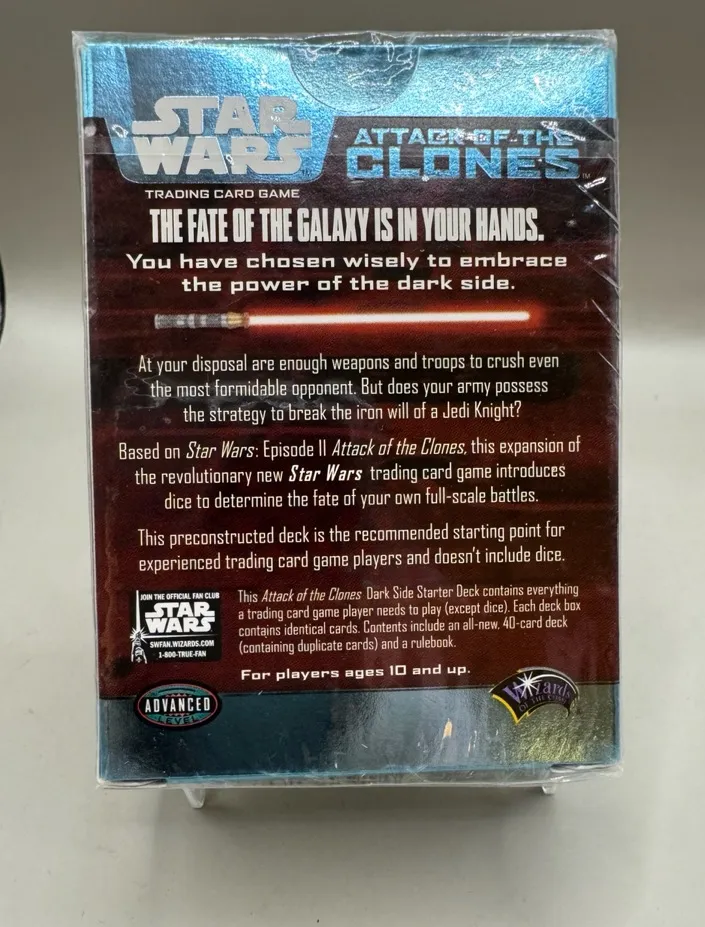 STAR
WARS
TM
TRADING CARD GAME
ATTACK OF THE
CLONES
TM
THE FATE OF THE GALAXY IS IN YOUR HANDS.
You have chosen wisely to embrace
the power of the dark side.
At your disposal are enough weapons and troops to crush even
the most formidable opponent. But does your army possess
the strategy to break the iron will of a Jedi Knight?
Based on Star Wars: Episode II Attack of the Clones, this expansion of
the revolutionary new Star Wars trading card game introduces
dice to determine the fate of your own full-scale battles.
This preconstructed deck is the recommended starting point for
experienced trading card game players and doesn't include dice.
JOIN THE OFFICIAL FAN CLUB
STAR
WARS
SWFAN.WIZARDS.COM
1-800-TRUE-FAN
This Attack of the Clones Dark Side Starter Deck contains everything
a trading card game player needs to play (except dice). Each deck box
contains identical cards. Contents include an all-new, 40-card deck
(containing duplicate cards) and a rulebook.
For players ages 10 and up.
ADVANCED
LEVEL
Wizards
OF THE COAST